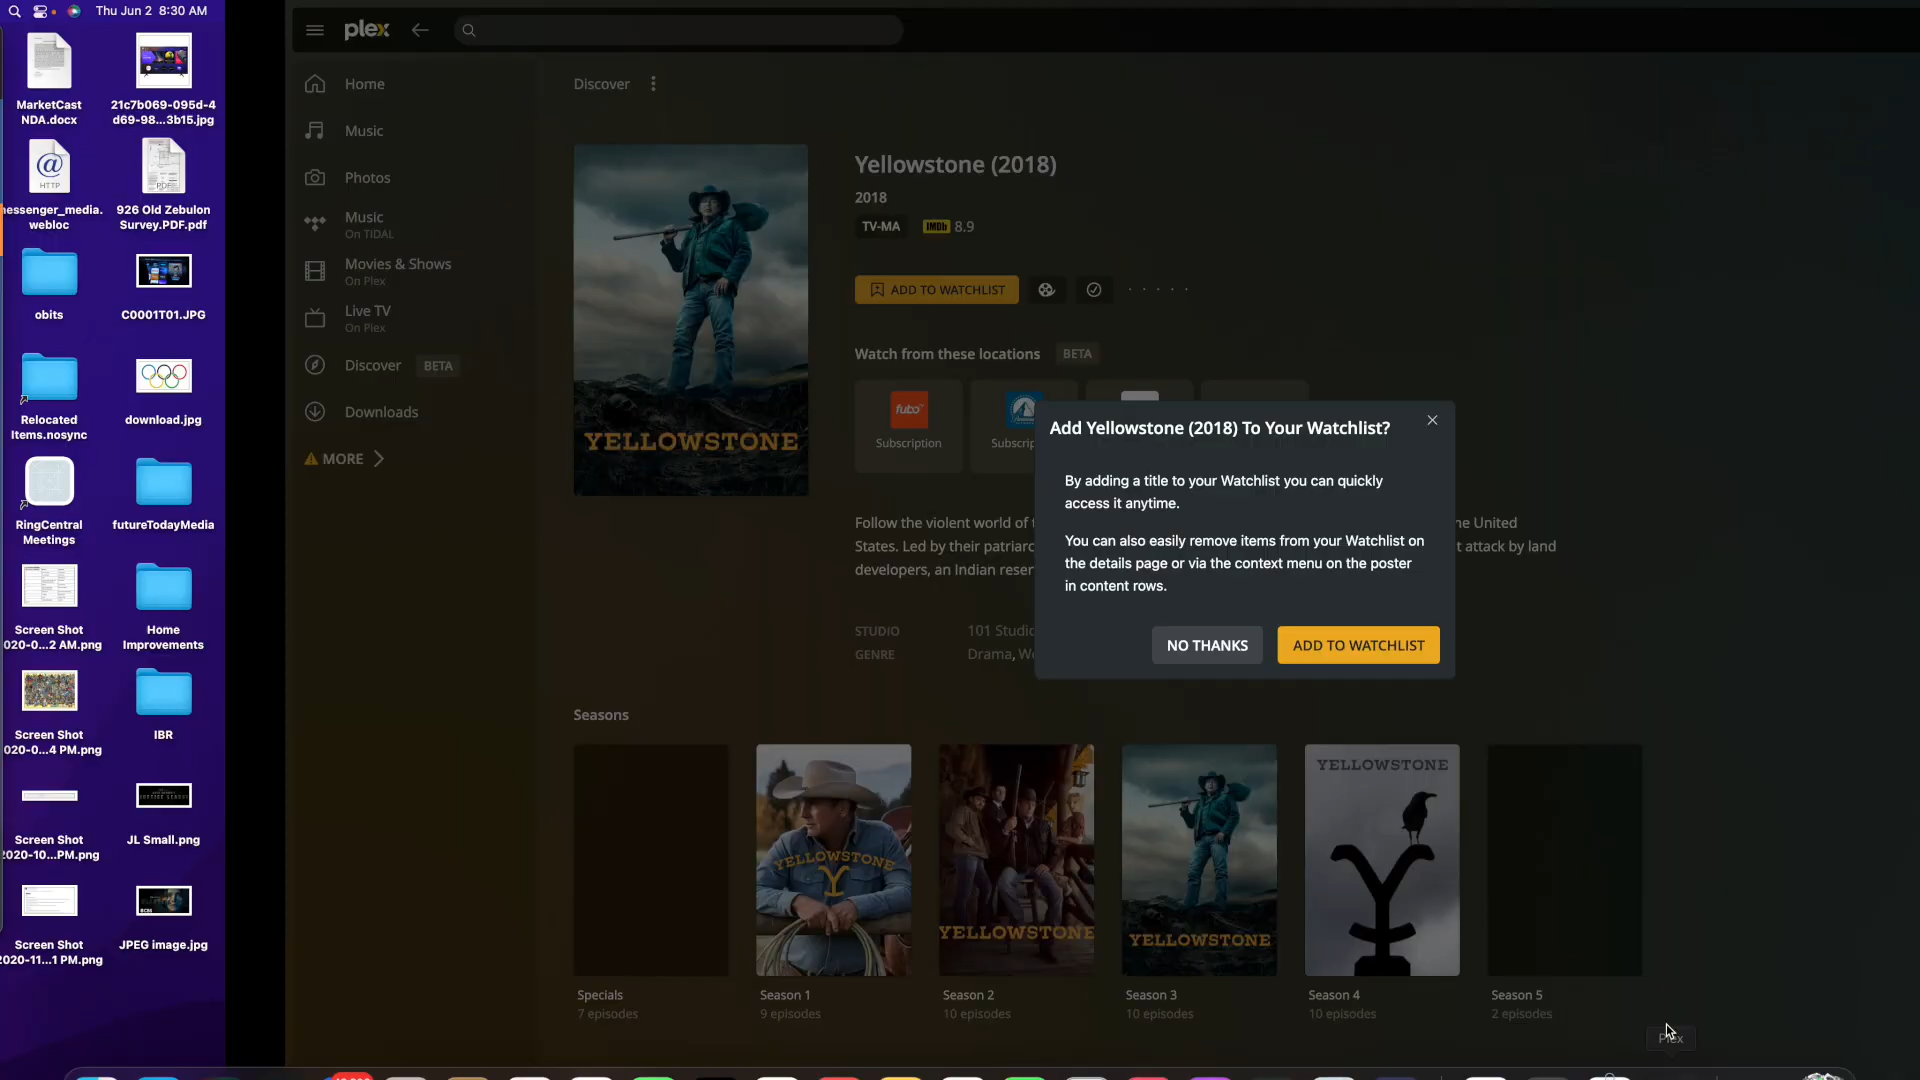 Thu Jun 2 8:30 AM
MarketCast
NDA.docx
21c7b069-095d-4
d69-98...3b15.jpg
HTTP
essenger_media.
webloc
PDF
926 Old Zebulon
Survey.PDF.pdf
obits
C0001T01.JPG
Relocated
Items.nosync
download.jpg
RingCentral
Meetings
futureTodayMedia
Screen Shot
020-0...2 AM.png
Home
Improvements
Screen Shot
020-0...4 PM.png
IBR
Screen Shot
2020-10...PM.png
JL Small.png
Screen Shot
2020-11...1 PM.png
JPEG image.jpg
plex
Home
Music
Photos
Music
On TIDAL
Movies & Shows
On Plex
Live TV
On Plex
Discover BETA
Downloads
MORE
Discover
YELLOWSTONE
Yellowstone (2018)
2018
TV-MA IMDb 8.9
ADD TO WATCHLIST
Watch from these locations BETA
fubo
Subscription
Subscrip
Follow the violent world of
he United
States. Led by their patriarc
t attack by land
developers, an Indian reser
STUDIO 101 Studio
GENRE Drama, We
Add Yellowstone (2018) To Your Watchlist?
By adding a title to your Watchlist you can quickly
access it anytime.
You can also easily remove items from your Watchlist on
the details page or via the context menu on the poster
in content rows.
NO THANKS
ADD TO WATCHLIST
Seasons
YELLOWSTONE
YELLOWSTONE
YELLOWSTONE
YELLOWSTONE
Specials
7 episodes
Season 1
9 episodes
Season 2
10 episodes
Season 3
10 episodes
Season 4
10 episodes
Season 5
2 episodes
Plex